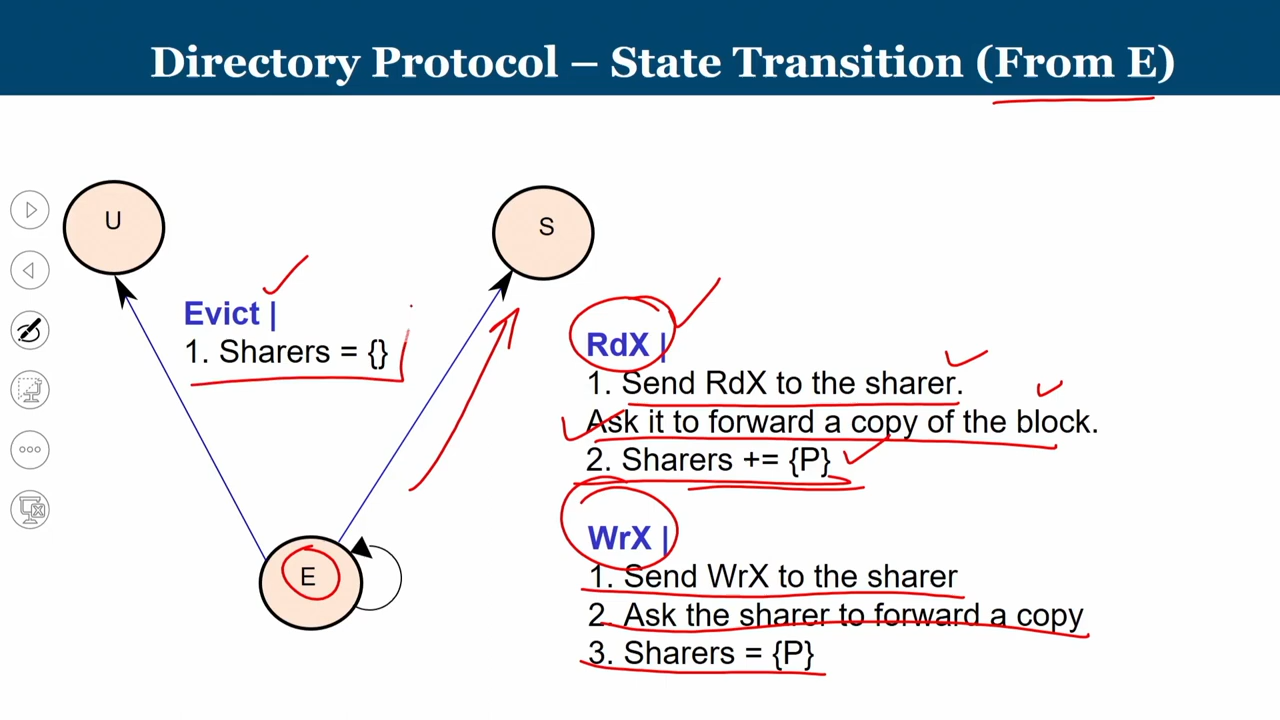 Directory Protocol – State Transition (From E)
U
S
Evict |
1. Sharers = {}
RdX |
1. Send RdX to the sharer.
Ask it to forward a copy of the block.
2. Sharers += {P}
WrX |
1. Send WrX to the sharer
2. Ask the sharer to forward a copy
3. Sharers = {P}
E